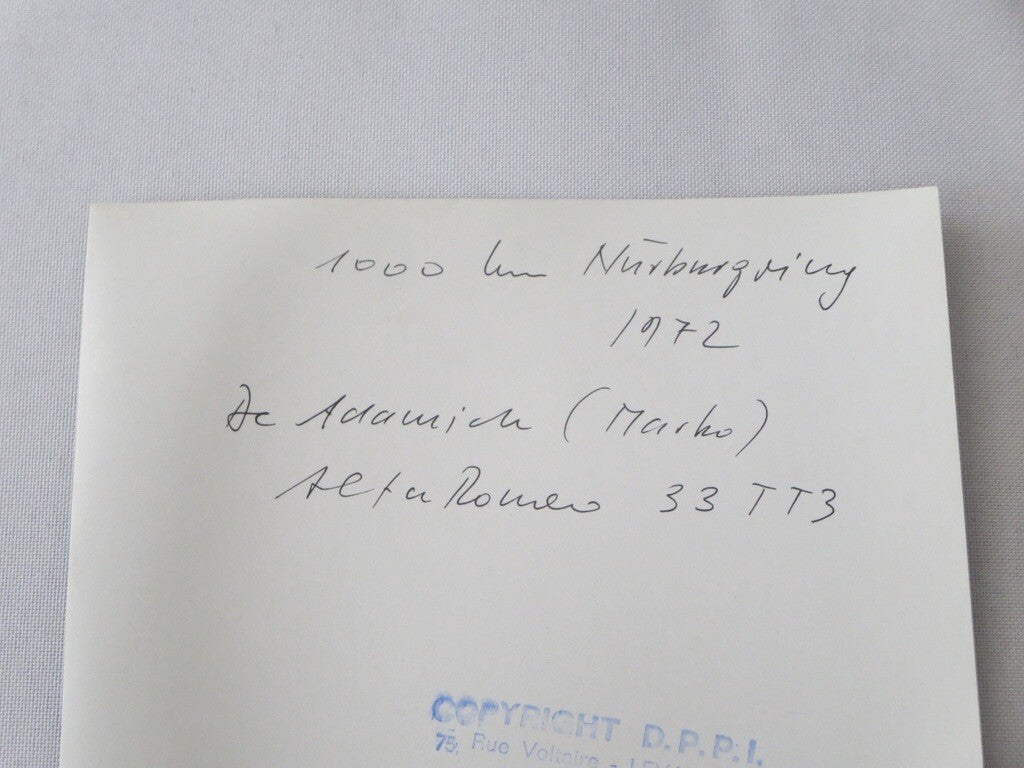 1000 km Nürburgring
1972
De Adamich (Marko)
Alfa Romeo 33 TT3
COPYRIGHT D.P.P.I.
75, Rue Voltaire -